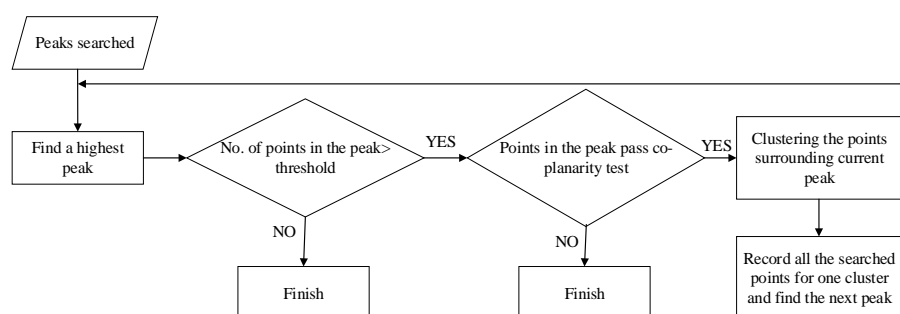 Peaks searched
Find a highest
peak
No. of points in the peak>
threshold
YES
Points in the peak pass co-
planarity test
YES
Clustering the points
surrounding current
peak
NO
NO
Finish
Finish
Record all the searched
points for one cluster
and find the next peak